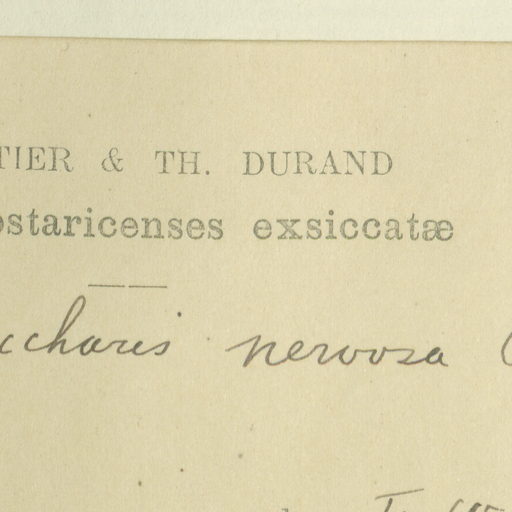 TIER & TH. DURAND
ostaricenses exsiccatæ
ccharis nervosa